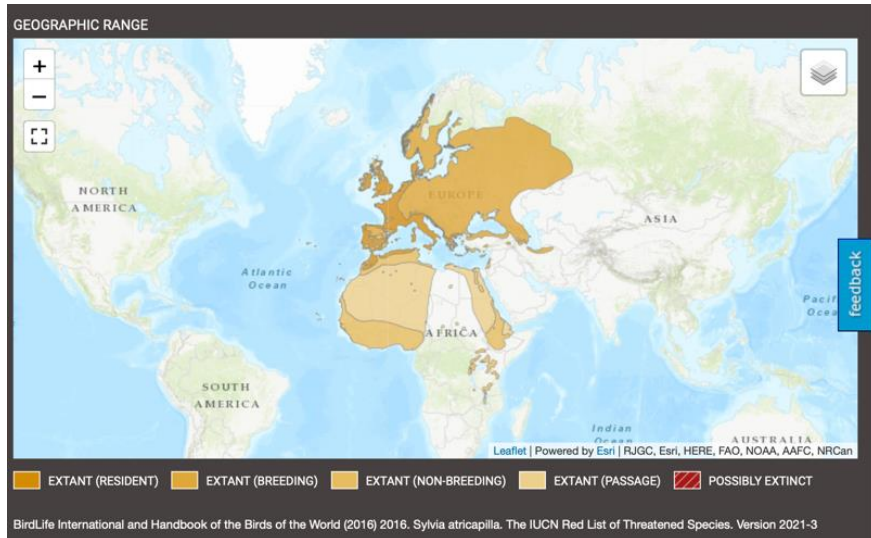 GEOGRAPHIC RANGE
+
−
NORTH
AMERICA
EUROPE
ASIA
Atlantic
Ocean
feedback
Pacif
Ocea
AFRICA
SOUTH
AMERICA
Indian
Ocean
AUSTRALIA
Leaflet | Powered by Esri | RJGC, Esri, HERE, FAO, NOAA, AAFC, NRCan
EXTANT (RESIDENT) EXTANT (BREEDING) EXTANT (NON-BREEDING) EXTANT (PASSAGE) POSSIBLY EXTINCT
BirdLife International and Handbook of the Birds of the World (2016) 2016. Sylvia atricapilla. The IUCN Red List of Threatened Species. Version 2021-3